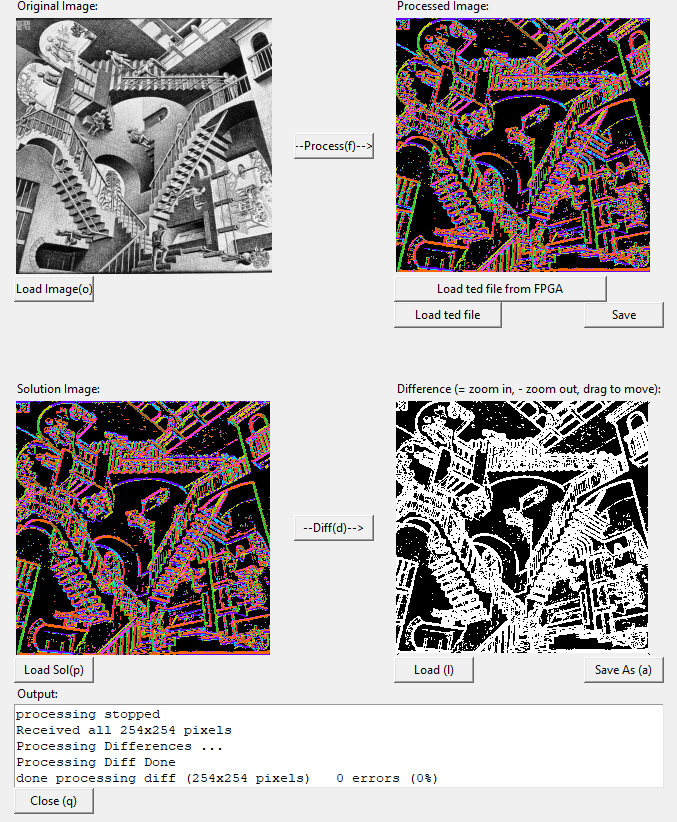 Original Image:
Processed Image:
--Process(f)-->
Load Image(o)
Load ted file from FPGA
Load ted file
Save
Solution Image:
Difference (= zoom in, - zoom out, drag to move):
--Diff(d)-->
Load Sol(p)
Load (l)
Save As (a)
Output:
processing stopped
Received all 254x254 pixels
Processing Differences ...
Processing Diff Done
done processing diff (254x254 pixels)   0 errors (0%)
Close (q)